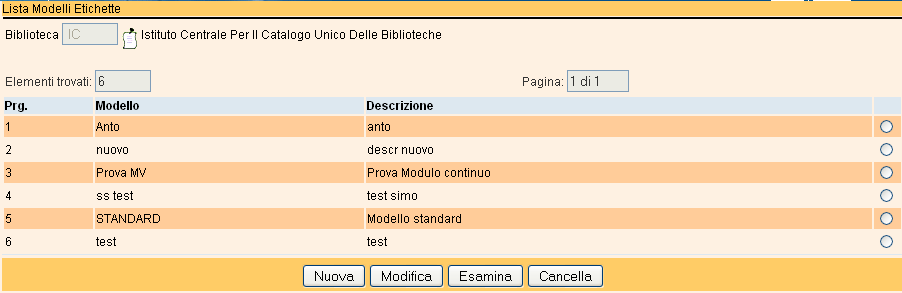 Lista Modelli Etichette
Biblioteca IC Istituto Centrale Per Il Catalogo Unico Delle Biblioteche
Elementi trovati: 6 Pagina: 1 di 1
Prg. Modello Descrizione
1 Anto anto
2 nuovo descr nuovo
3 Prova MV Prova Modulo continuo
4 ss test test simo
5 STANDARD Modello standard
6 test test
Nuova Modifica Esamina Cancella